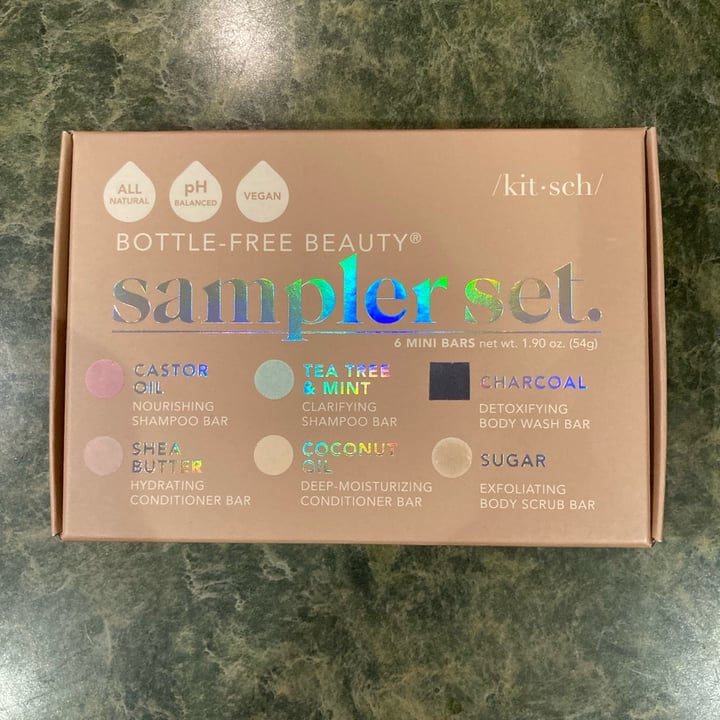 ALL
NATURAL
pH
BALANCED
VEGAN
/kit·sch/
BOTTLE-FREE BEAUTY®
sampler set.
6 MINI BARS net wt. 1.90 oz. (54g)
CASTOR
OIL
NOURISHING
SHAMPOO BAR
TEA TREE
& MINT
CLARIFYING
SHAMPOO BAR
CHARCOAL
DETOXIFYING
BODY WASH BAR
SHEA
BUTTER
HYDRATING
CONDITIONER BAR
COCONUT
OIL
DEEP-MOISTURIZING
CONDITIONER BAR
SUGAR
EXFOLIATING
BODY SCRUB BAR